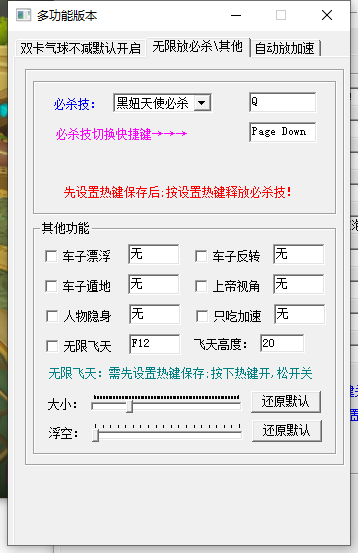 多功能版本
双卡气球不减默认开启 无限放必杀\其他 自动放加速
必杀技: 黑妞天使必杀 Q
必杀技切换快捷键→→→ Page Down
先设置热键保存后;按设置热键释放必杀技!
其他功能
车子漂浮 无 车子反转 无
车子遁地 无 上帝视角 无
人物隐身 无 只吃加速 无
无限飞天 F12 飞天高度: 20
无限飞天: 需先设置热键保存;按下热键开,松开关
大小: 还原默认
浮空: 还原默认